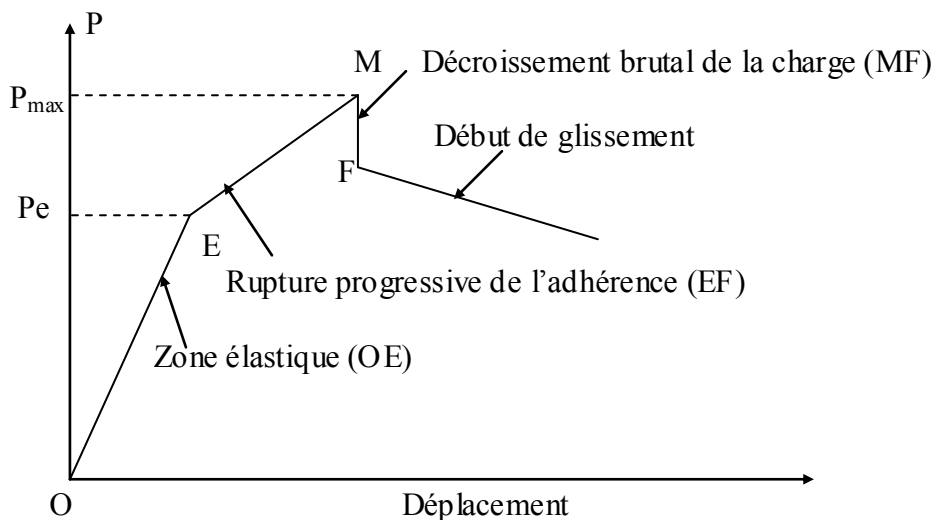 P
M
Décroissement brutal de la charge (MF)
Pmax
Début de glissement
F
Pe
E
Rupture progressive de l'adhérence (EF)
Zone élastique (OE)
O
Déplacement